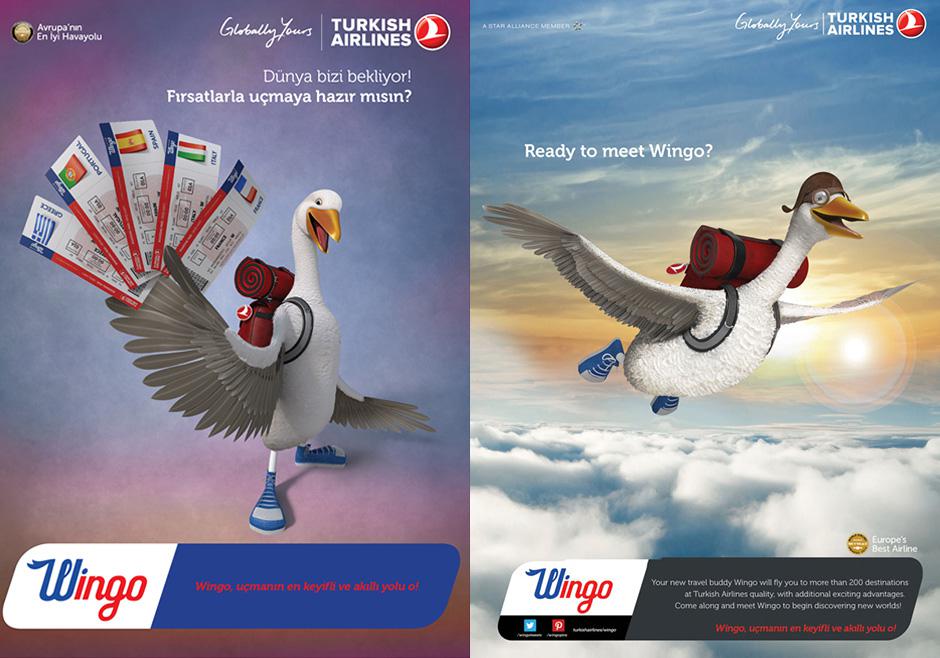 Avrupa'nın
En İyi Havayolu
Globally Yours
TURKISH
AIRLINES
Dünya bizi bekliyor!
Fırsatlarla uçmaya hazır mısın?
GREECE
PORTUGAL
SPAIN
ITALY
FRANCE
Wingo
Wingo, uçmanın en keyifli ve akıllı yolu o!
A STAR ALLIANCE MEMBER
Globally Yours
TURKISH
AIRLINES
Ready to meet Wingo?
Europe's
Best Airline
Wingo
Your new travel buddy Wingo will fly you to more than 200 destinations
at Turkish Airlines quality, with additional exciting advantages.
Come along and meet Wingo to begin discovering new worlds!
/wingotweets /wingopins turkishairlines/wingo
Wingo, uçmanın en keyifli ve akıllı yolu o!